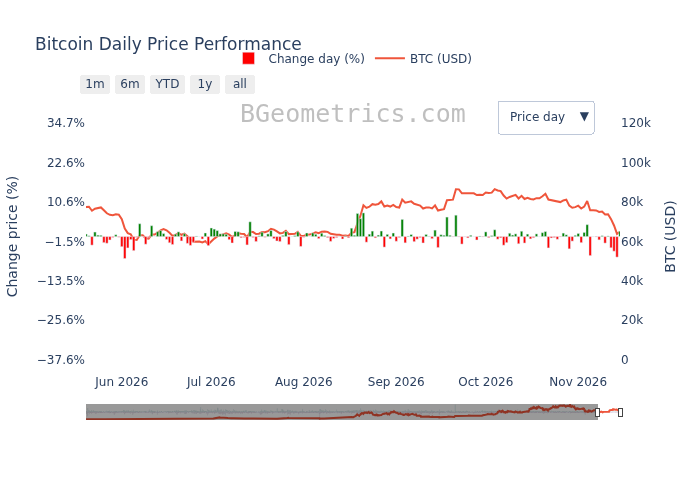 Bitcoin Daily Price Performance
Change day (%)
BTC (USD)
1m 6m YTD 1y all
BGeometrics.com
Price day ▼
34.7%
22.6%
10.6%
−1.5%
−13.5%
−25.6%
−37.6%
Change price (%)
120k
100k
80k
60k
40k
20k
0
BTC (USD)
Jun 2026 Jul 2026 Aug 2026 Sep 2026 Oct 2026 Nov 2026